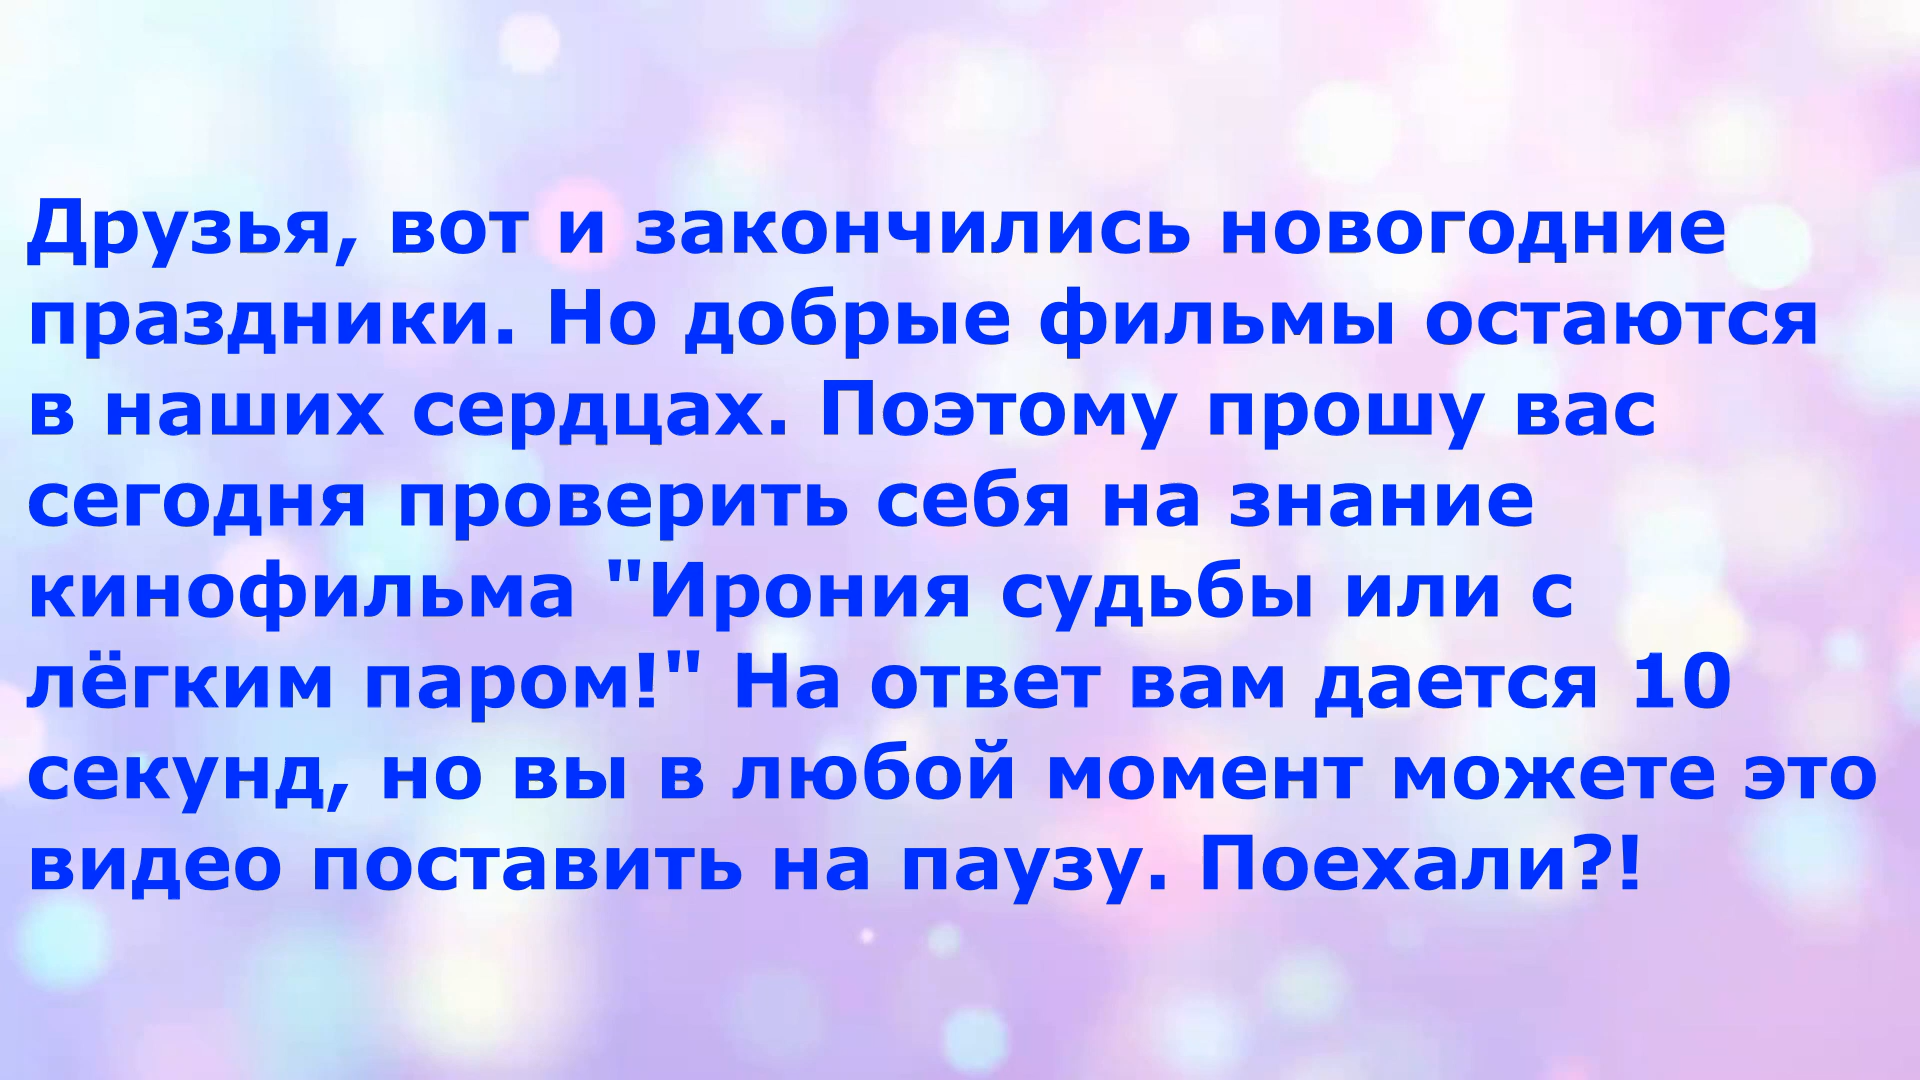 Друзья, вот и закончились новогодние
праздники. Но добрые фильмы остаются
в наших сердцах. Поэтому прошу вас
сегодня проверить себя на знание
кинофильма "Ирония судьбы или с
лёгким паром!" На ответ вам дается 10
секунд, но вы в любой момент можете это
видео поставить на паузу. Поехали?!